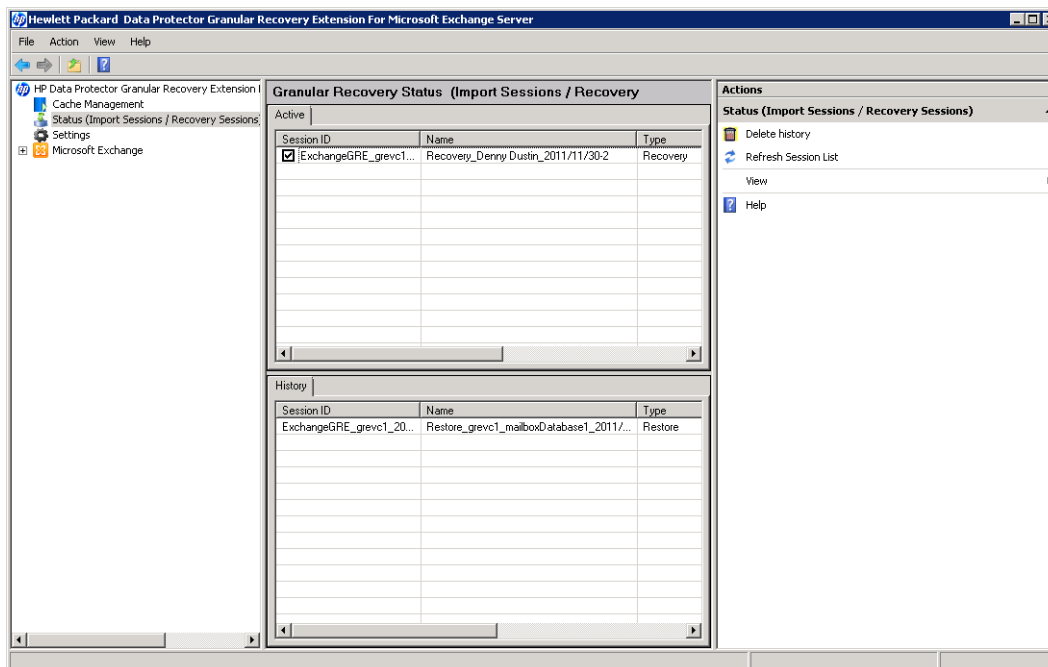 hp Hewlett Packard Data Protector Granular Recovery Extension For Microsoft Exchange Server
File Action View Help
?
hp HP Data Protector Granular Recovery Extension
Cache Management
Status (Import Sessions / Recovery Sessions
Settings
Microsoft Exchange
Granular Recovery Status (Import Sessions / Recovery
Active
Session ID Name Type
ExchangeGRE_grevc1... Recovery_Denny Dustin_2011/11/30-2 Recovery
History
Session ID Name Type
ExchangeGRE_grevc1_20... Restore_grevc1_mailboxDatabase1_2011/... Restore
Actions
Status (Import Sessions / Recovery Sessions)
Delete history
Refresh Session List
View
? Help